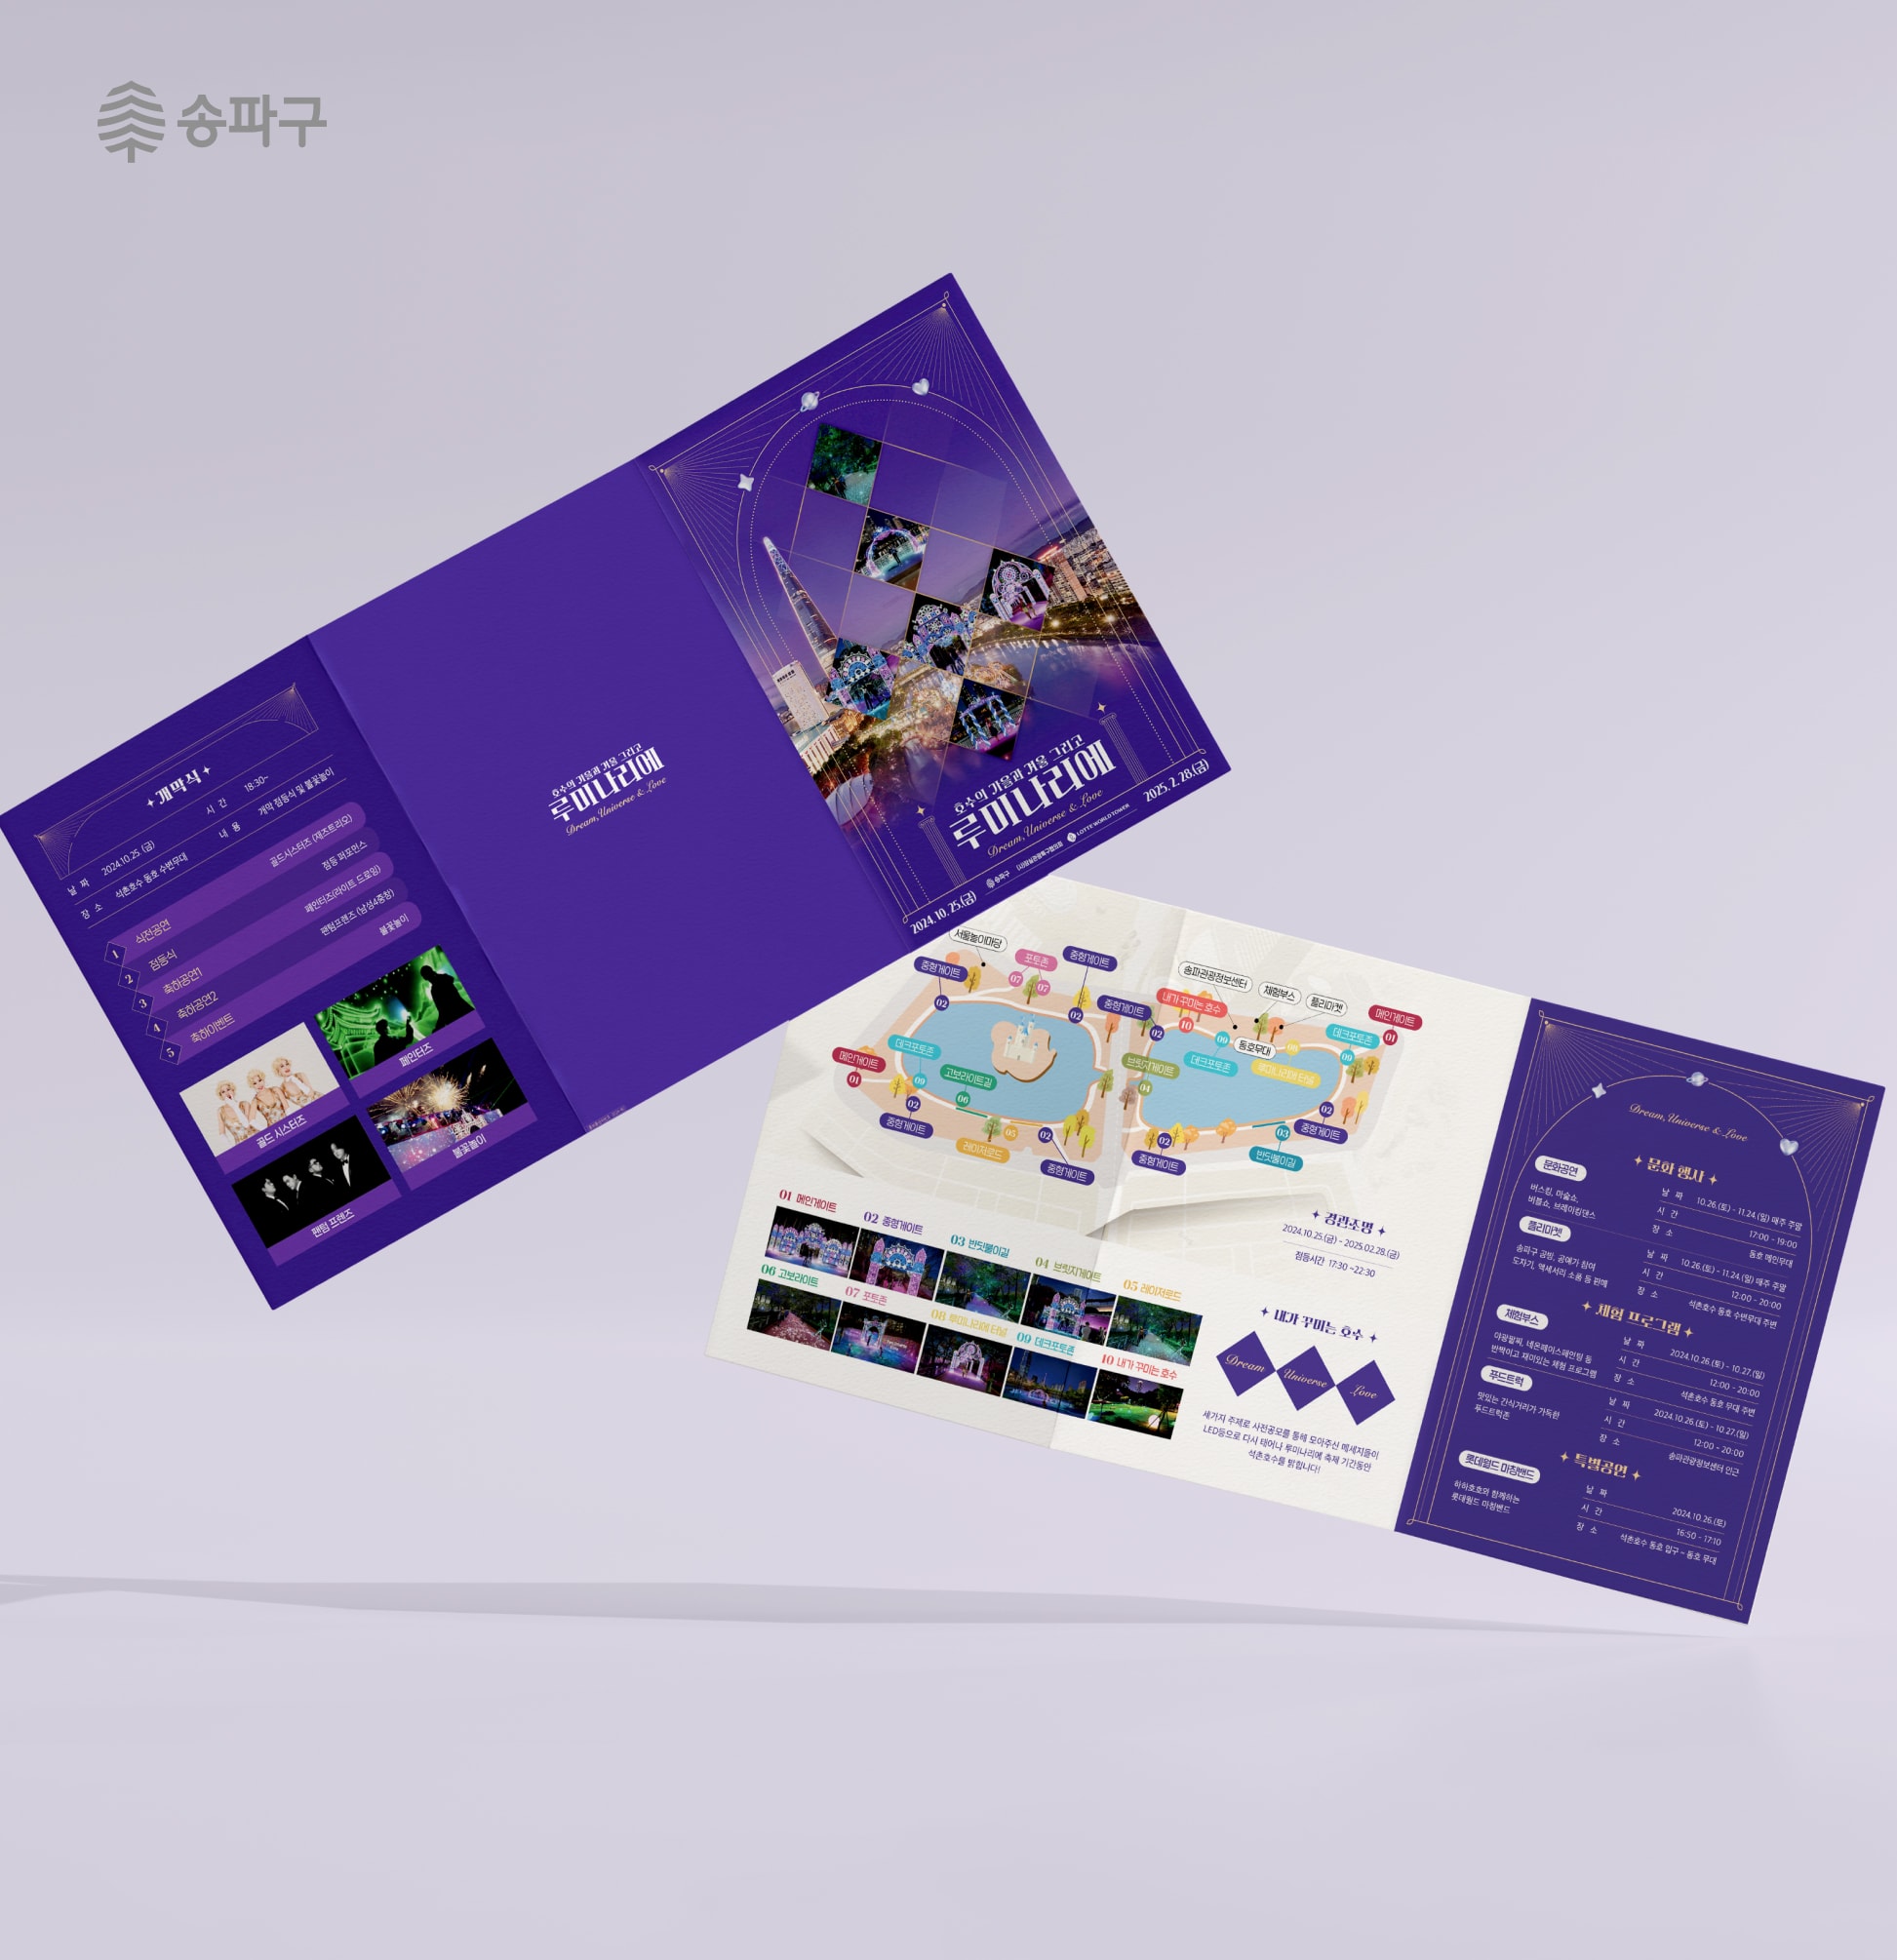 송파구
호수의 가을과 겨울 그리고
루미나리에
Dream, Universe & Love
송파구 (사)잠실관광특구협의회 LOTTE WORLD TOWER
2024. 10. 25.(금)
2025. 2. 28.(금)
호수의 가을과 겨울 그리고
루미나리에
Dream, Universe & Love
개막식
날 짜 2024.10.25 (금)
시 간 18:30~
장 소 석촌호수 동호 수변무대
내 용 개막 점등식 및 불꽃놀이
1 식전공연 골드시스터즈 (재즈트리오)
2 점등식 점등 퍼포먼스
3 축하공연1 페인터즈(라이트 드로잉)
4 축하공연2 팬텀프렌즈 (남성4중창)
5 축하이벤트 불꽃놀이
골드 시스터즈
페인터즈
팬텀 프렌즈
불꽃놀이
서울놀이마당
중형게이트
02
포토존
07
07
중형게이트
02
중형게이트
02
송파관광정보센터
내가 꾸미는 호수
10
체험부스
플리마켓
메인게이트
01
데크포토존
09
동호무대
09
데크포토존
08
루미나리에 터널
브릿지게이트
04
메인게이트
01
데크포토존
09
고보라이트길
06
02
중형게이트
05
레이저로드
02
중형게이트
02
중형게이트
03
반딧불이길
02
중형게이트
01 메인게이트
02 중형게이트
03 반딧불이길
04 브릿지게이트
05 레이저로드
06 고보라이트
07 포토존
08 루미나리에 터널
09 데크포토존
10 내가 꾸미는 호수
경관조명
2024.10.25(금) - 2025.02.28.(금)
점등시간 17:30 ~22:30
내가 꾸미는 호수
Dream
Universe
Love
세가지 주제로 사전공모를 통해 모아주신 메세지들이
LED등으로 다시 태어나 루미나리에 축제 기간동안
석촌호수를 밝힙니다!
Dream, Universe & Love
문화 행사
문화공연
버스킹, 마술쇼,
버블쇼, 브레이킹댄스
날 짜 10.26.(토) - 11.24.(일) 매주 주말
시 간 17:00 - 19:00
장 소 동호 메인무대
플리마켓
송파구 공방, 공예가 참여
도자기, 액세서리 소품 등 판매
날 짜 10.26.(토) - 11.24.(일) 매주 주말
시 간 12:00 - 20:00
장 소 석촌호수 동호 수변무대 주변
체험 프로그램
체험부스
야광팔찌, 네온페이스페인팅 등
반짝이고 재미있는 체험 프로그램
날 짜 2024.10.26.(토) - 10.27.(일)
시 간 12:00 - 20:00
장 소 석촌호수 동호 무대 주변
푸드트럭
맛있는 간식거리가 가득한
푸드트럭존
날 짜 2024.10.26 (토) - 10.27.(일)
시 간 12:00 - 20:00
장 소 송파관광정보센터 인근
특별공연
롯데월드 마칭밴드
하하호호와 함께하는
롯데월드 마칭밴드
날 짜 2024.10.26.(토)
시 간 16:50 - 17:10
장 소 석촌호수 동호 입구 ~ 동호 무대